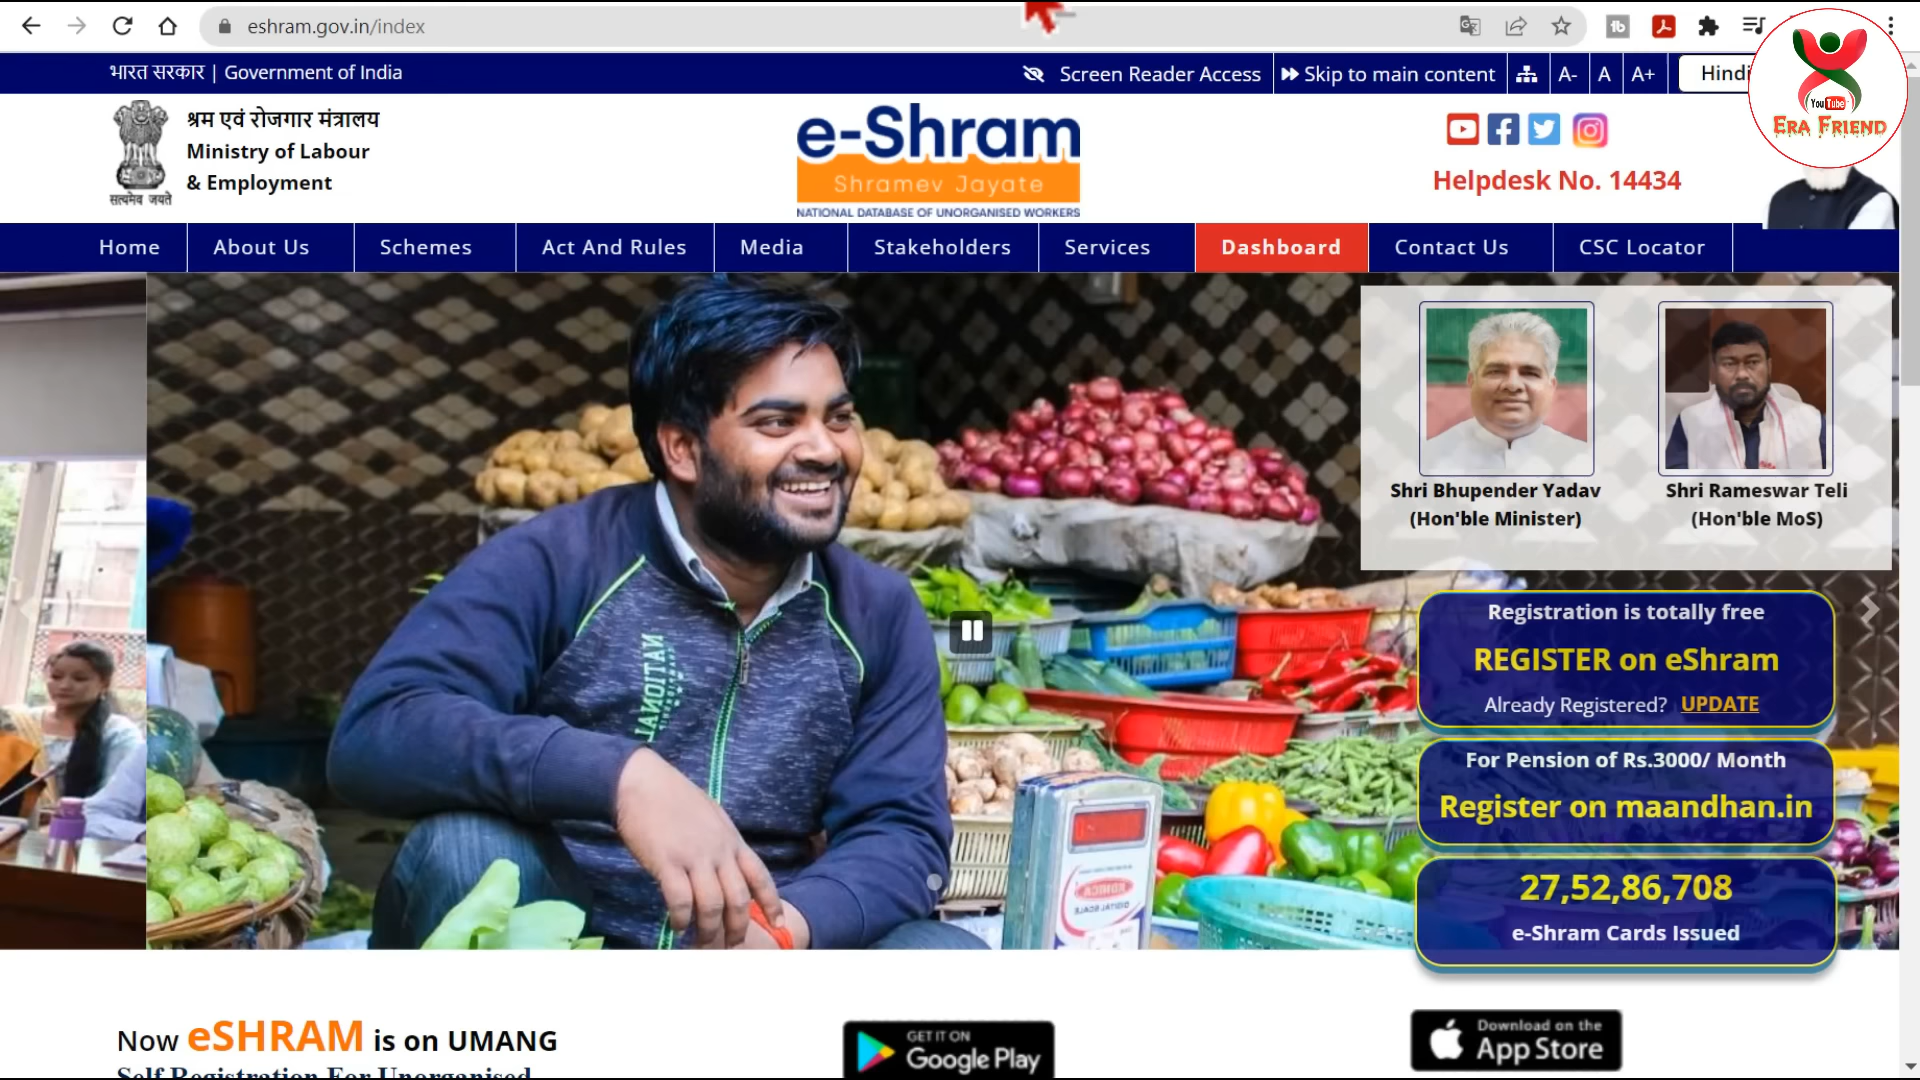 eshram.gov.in/index
भारत सरकार | Government of India
Screen Reader Access
Skip to main content
A-
A
A+
You Tube
ERA FRIEND
श्रम एवं रोजगार मंत्रालय
Ministry of Labour
& Employment
सत्यमेव जयते
e-Shram
Shramev Jayate
NATIONAL DATABASE OF UNORGANISED WORKERS
Helpdesk No. 14434
Home
About Us
Schemes
Act And Rules
Media
Stakeholders
Services
Dashboard
Contact Us
CSC Locator
Shri Bhupender Yadav
(Hon'ble Minister)
Shri Rameswar Teli
(Hon'ble MoS)
NATIONAL
Registration is totally free
REGISTER on eShram
Already Registered? UPDATE
For Pension of Rs.3000/ Month
Register on maandhan.in
27,52,86,708
e-Shram Cards Issued
Now eSHRAM is on UMANG
Self Registration For Unorganised
GET IT ON
Google Play
Download on the
App Store